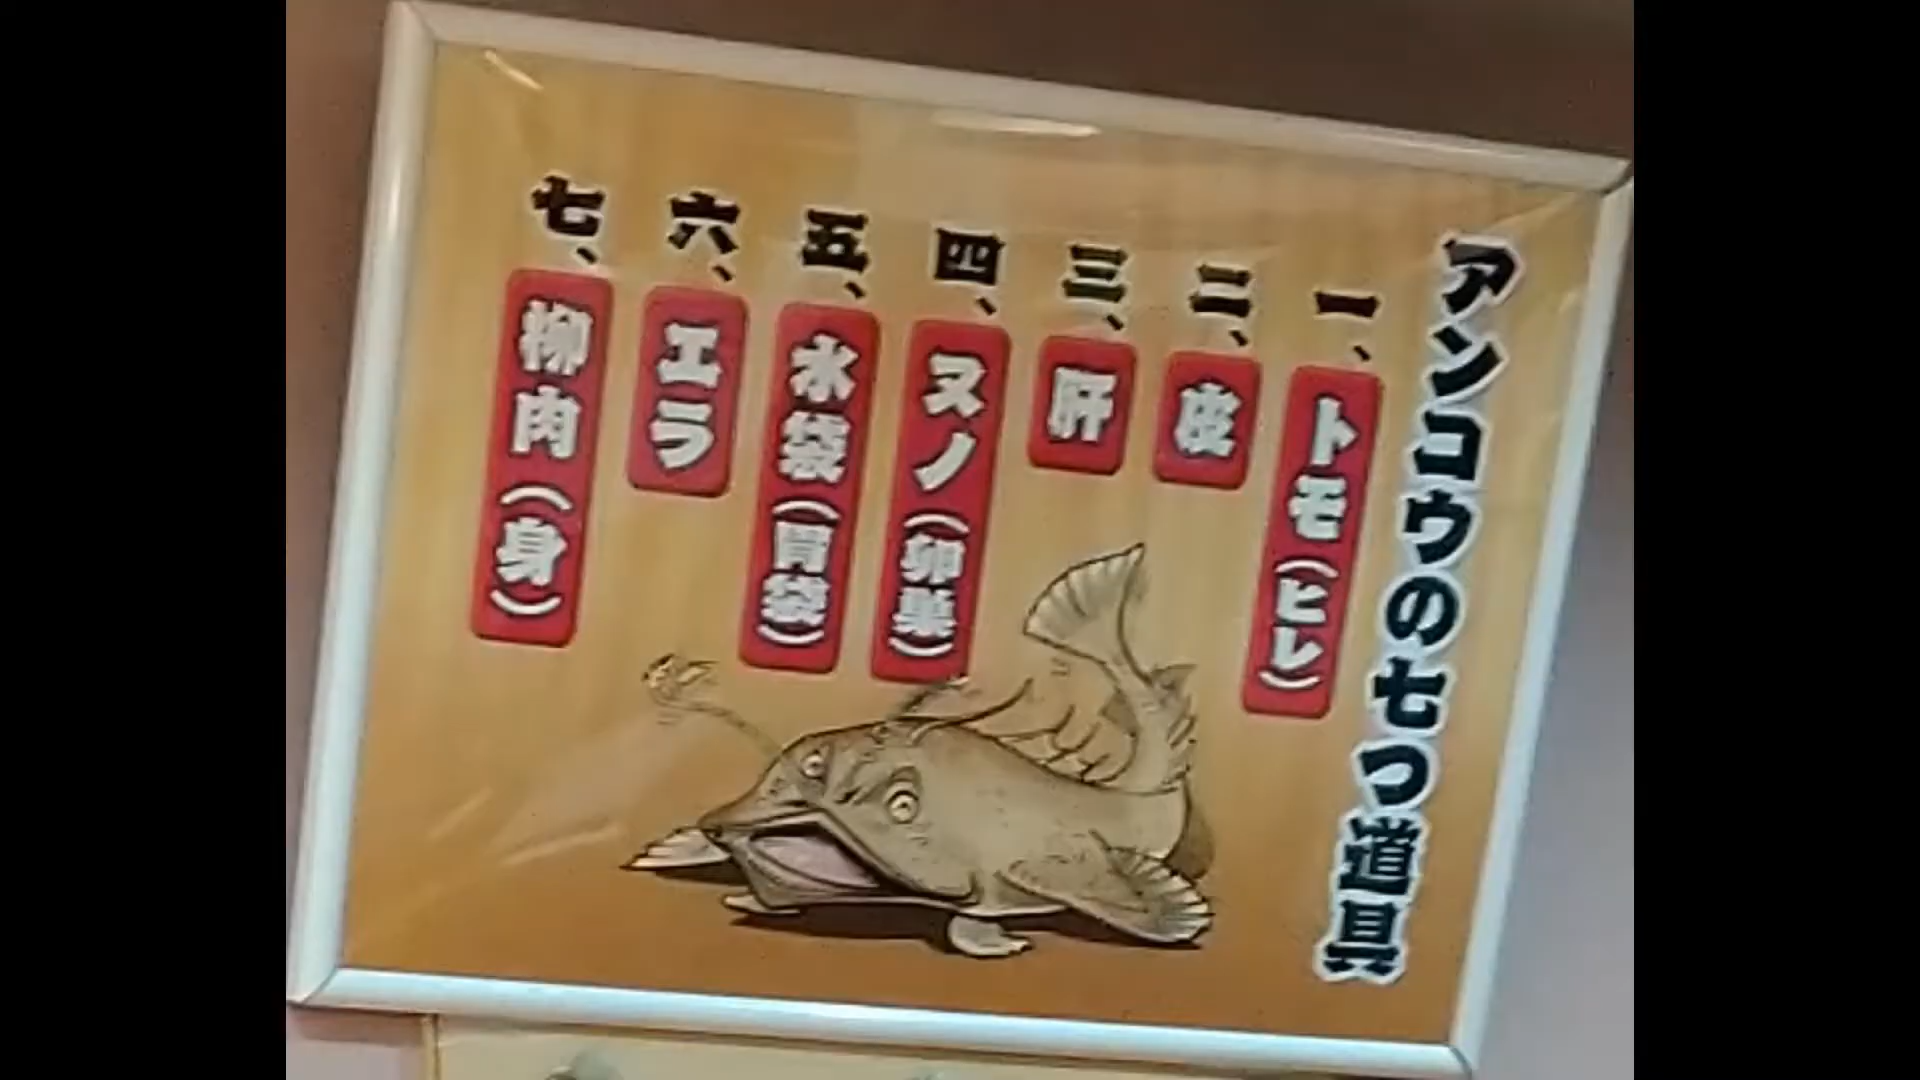 アンコウの七つ道具
一、トモ(ヒレ)
二、皮
三、肝
四、ヌノ(卵巣)
五、水袋(胃袋)
六、エラ
七、柳肉(身)